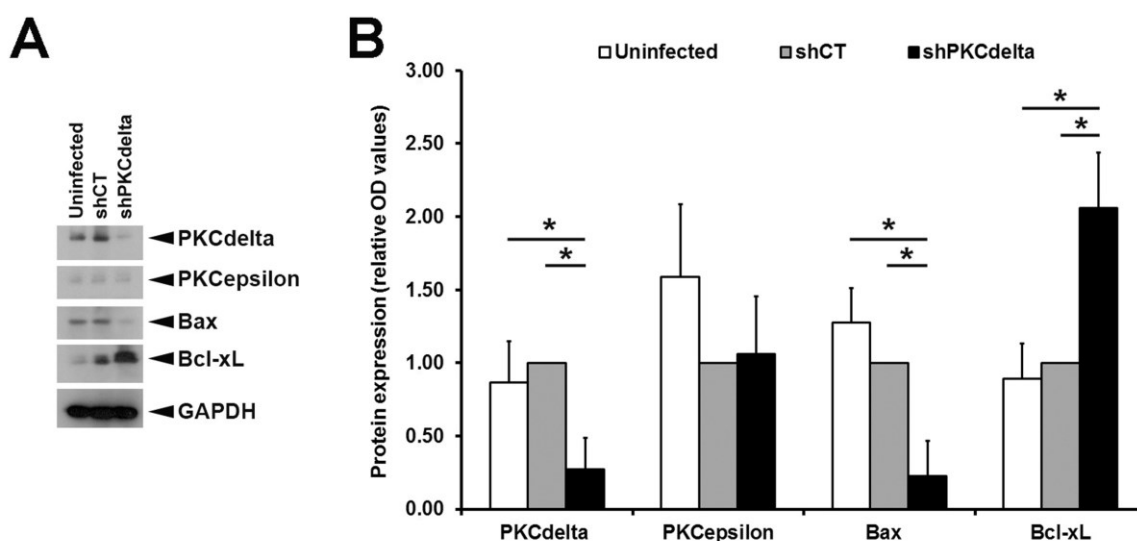 A
Uninfected
shCT
shPKCdelta
PKCdelta
PKCepsilon
Bax
Bcl-xL
GAPDH
B
Uninfected shCT shPKCdelta
Protein expression (relative OD values)
3.00
2.50
2.00
1.50
1.00
0.50
0.00
* *
* *
* *
PKCdelta PKCepsilon Bax Bcl-xL